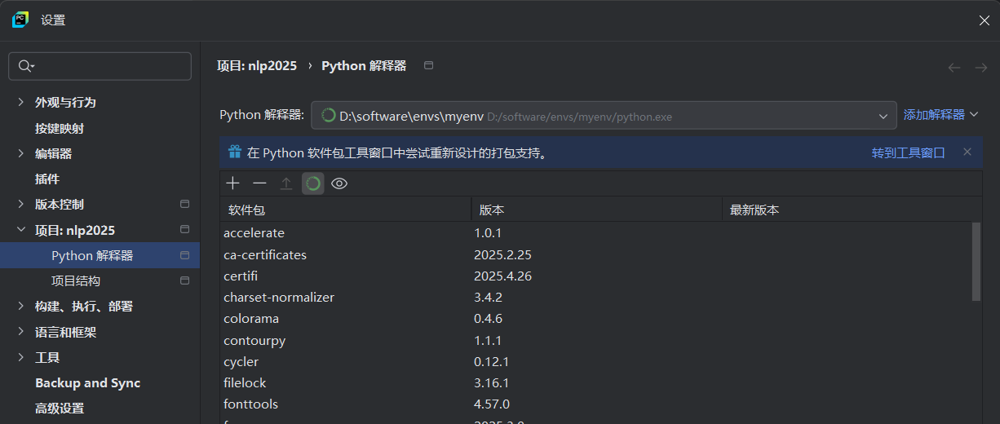 设置
项目: nlp2025 › Python 解释器
Python 解释器: D:\software\envs\myenv D:/software/envs/myenv/python.exe 添加解释器
在 Python 软件包工具窗口中尝试重新设计的打包支持。 转到工具窗口
外观与行为
按键映射
编辑器
插件
版本控制
项目: nlp2025
Python 解释器
项目结构
构建、执行、部署
语言和框架
工具
Backup and Sync
高级设置
软件包 版本 最新版本
accelerate 1.0.1
ca-certificates 2025.2.25
certifi 2025.4.26
charset-normalizer 3.4.2
colorama 0.4.6
contourpy 1.1.1
cycler 0.12.1
filelock 3.16.1
fonttools 4.57.0